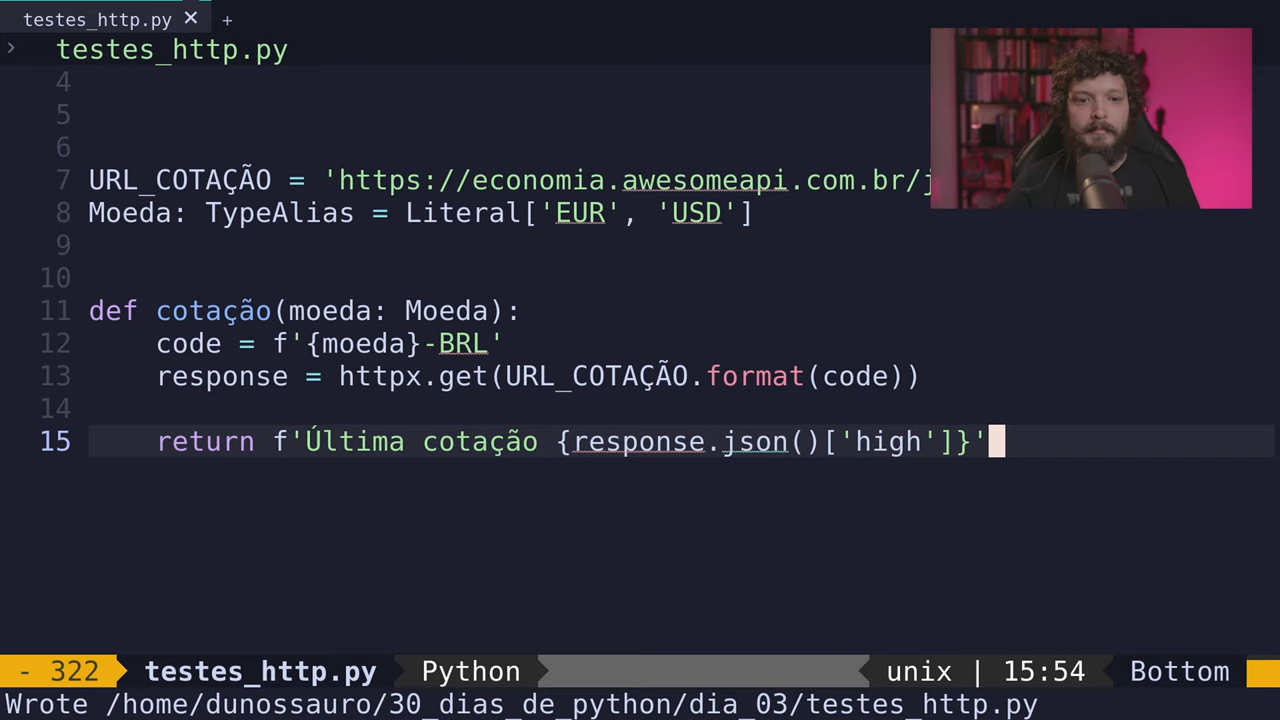 testes_http.py × +
> testes_http.py
4
5
6
7 URL_COTAÇÃO = 'https://economia.awesomeapi.com.br/j
8 Moeda: TypeAlias = Literal['EUR', 'USD']
9
10
11 def cotação(moeda: Moeda):
12     code = f'{moeda}-BRL'
13     response = httpx.get(URL_COTAÇÃO.format(code))
14
15     return f'Última cotação {response.json()['high']}'
- 322 testes_http.py Python unix | 15:54 Bottom
Wrote /home/dunossauro/30_dias_de_python/dia_03/testes_http.py